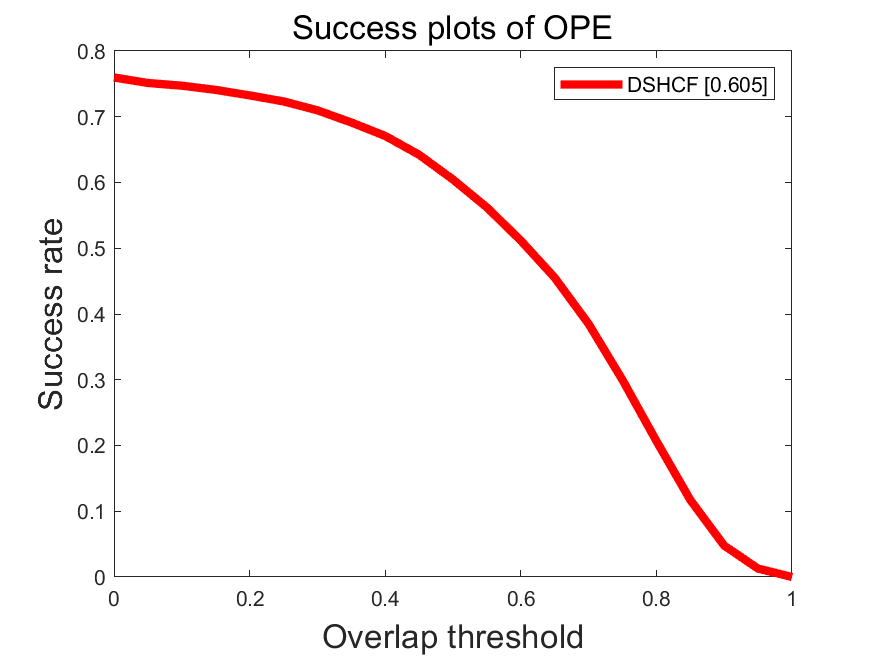 Success plots of OPE
DSHCF [0.605]
Success rate
0.8
0.7
0.6
0.5
0.4
0.3
0.2
0.1
0
0 0.2 0.4 0.6 0.8 1
Overlap threshold